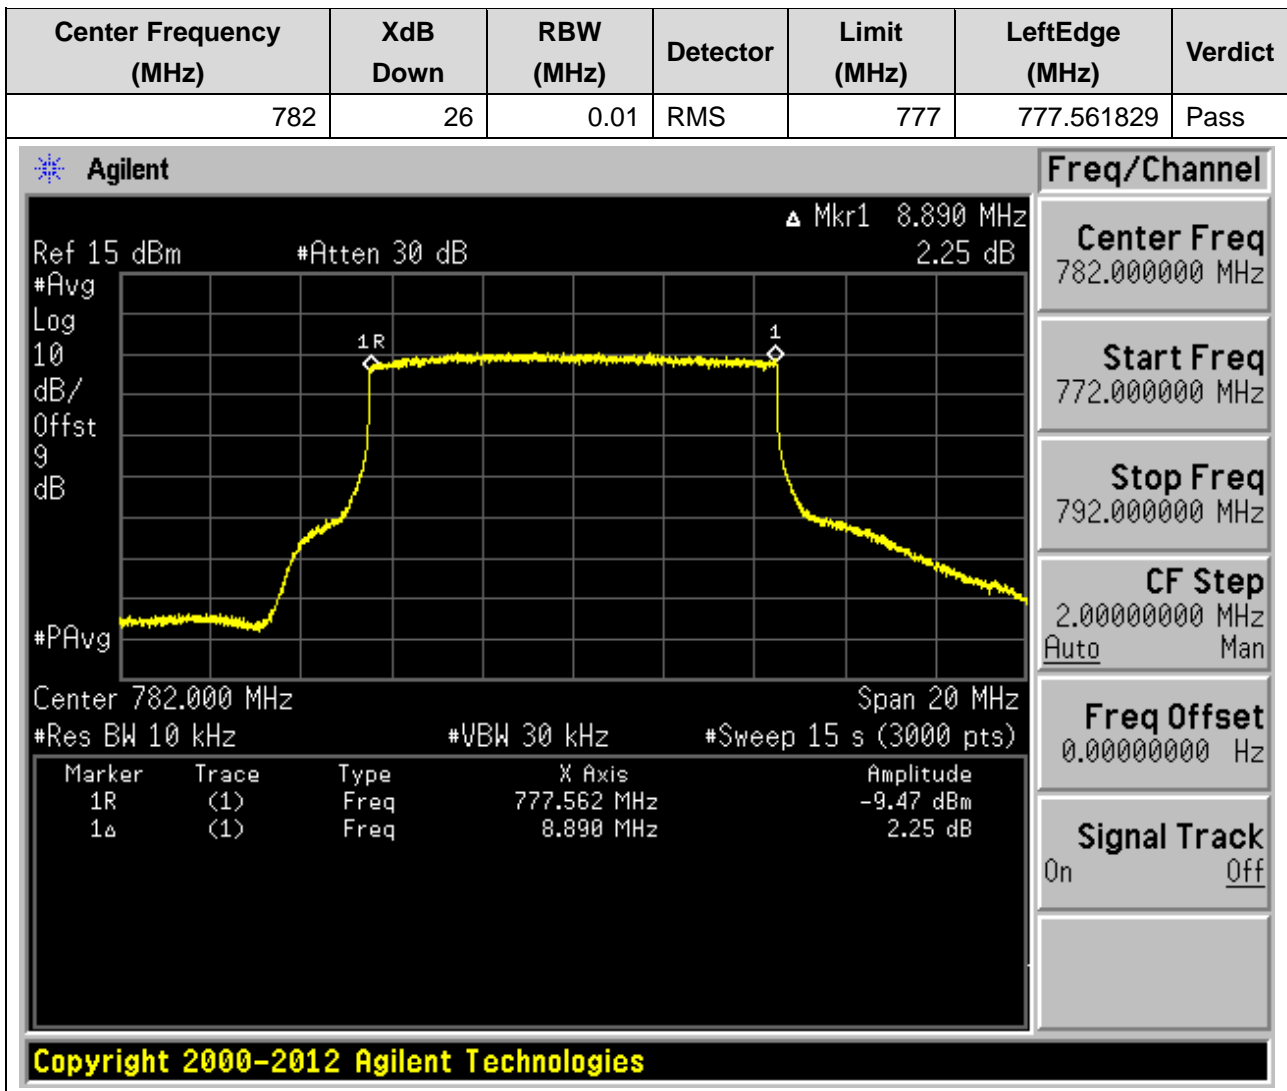 Center Frequency (MHz) XdB Down RBW (MHz) Detector Limit (MHz) LeftEdge (MHz) Verdict
782 26 0.01 RMS 777 777.561829 Pass
Agilent
Freq/Channel
Δ Mkr1 8.890 MHz
Ref 15 dBm #Atten 30 dB 2.25 dB
#Avg
Log
10
dB/
Offst
9
dB
#PAvg
1R
1
Center 782.000 MHz Span 20 MHz
#Res BW 10 kHz #VBW 30 kHz #Sweep 15 s (3000 pts)
Marker Trace Type X Axis Amplitude
1R (1) Freq 777.562 MHz -9.47 dBm
1Δ (1) Freq 8.890 MHz 2.25 dB
Center Freq
782.000000 MHz
Start Freq
772.000000 MHz
Stop Freq
792.000000 MHz
CF Step
2.00000000 MHz
Auto Man
Freq Offset
0.00000000 Hz
Signal Track
On Off
Copyright 2000-2012 Agilent Technologies